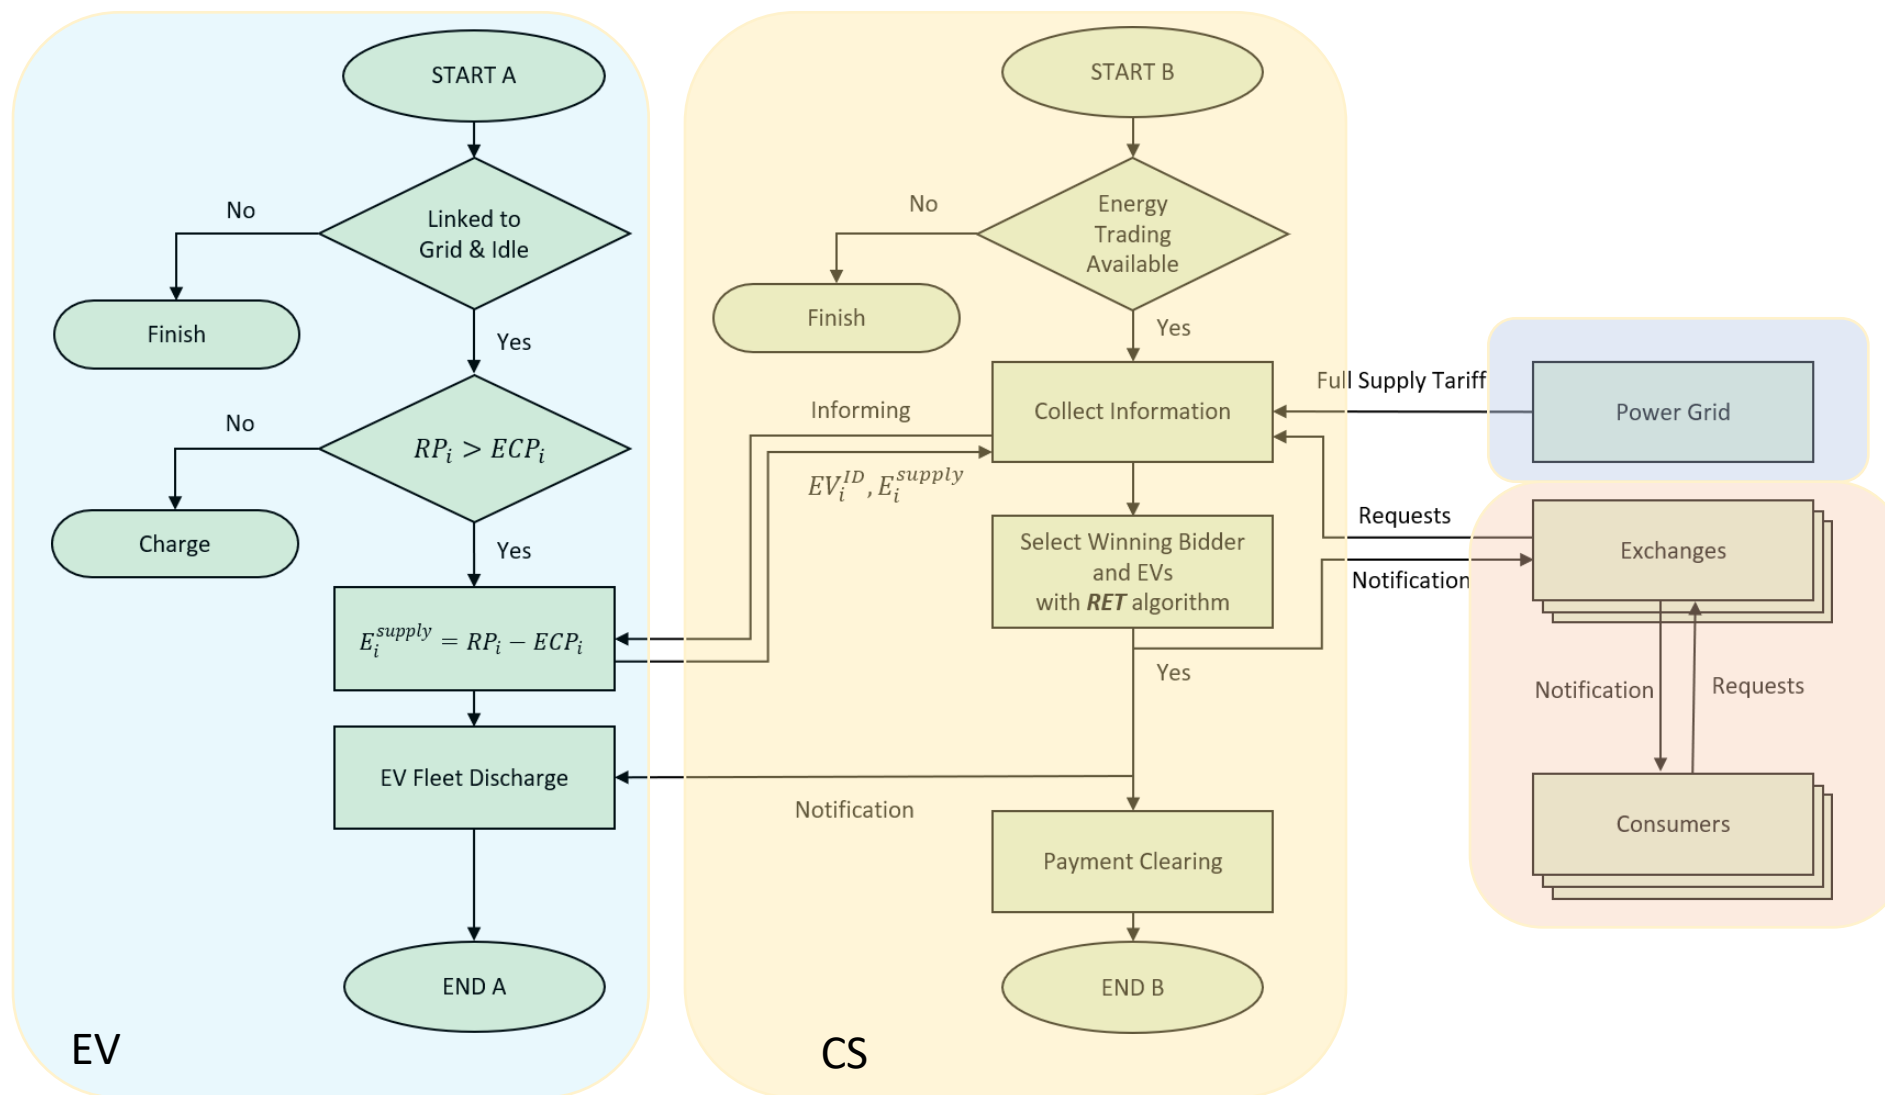 START A
Linked to
Grid & Idle
No
Finish
Yes
RP_i > ECP_i
No
Charge
Yes
E_i^{supply} = RP_i − ECP_i
EV Fleet Discharge
END A
EV
START B
Energy
Trading
Available
No
Finish
Yes
Collect Information
Informing
EV_i^{ID}, E_i^{supply}
Select Winning Bidder
and EVs
with RET algorithm
Yes
Notification
Payment Clearing
END B
CS
Full Supply Tariff
Power Grid
Requests
Notification
Exchanges
Notification
Requests
Consumers